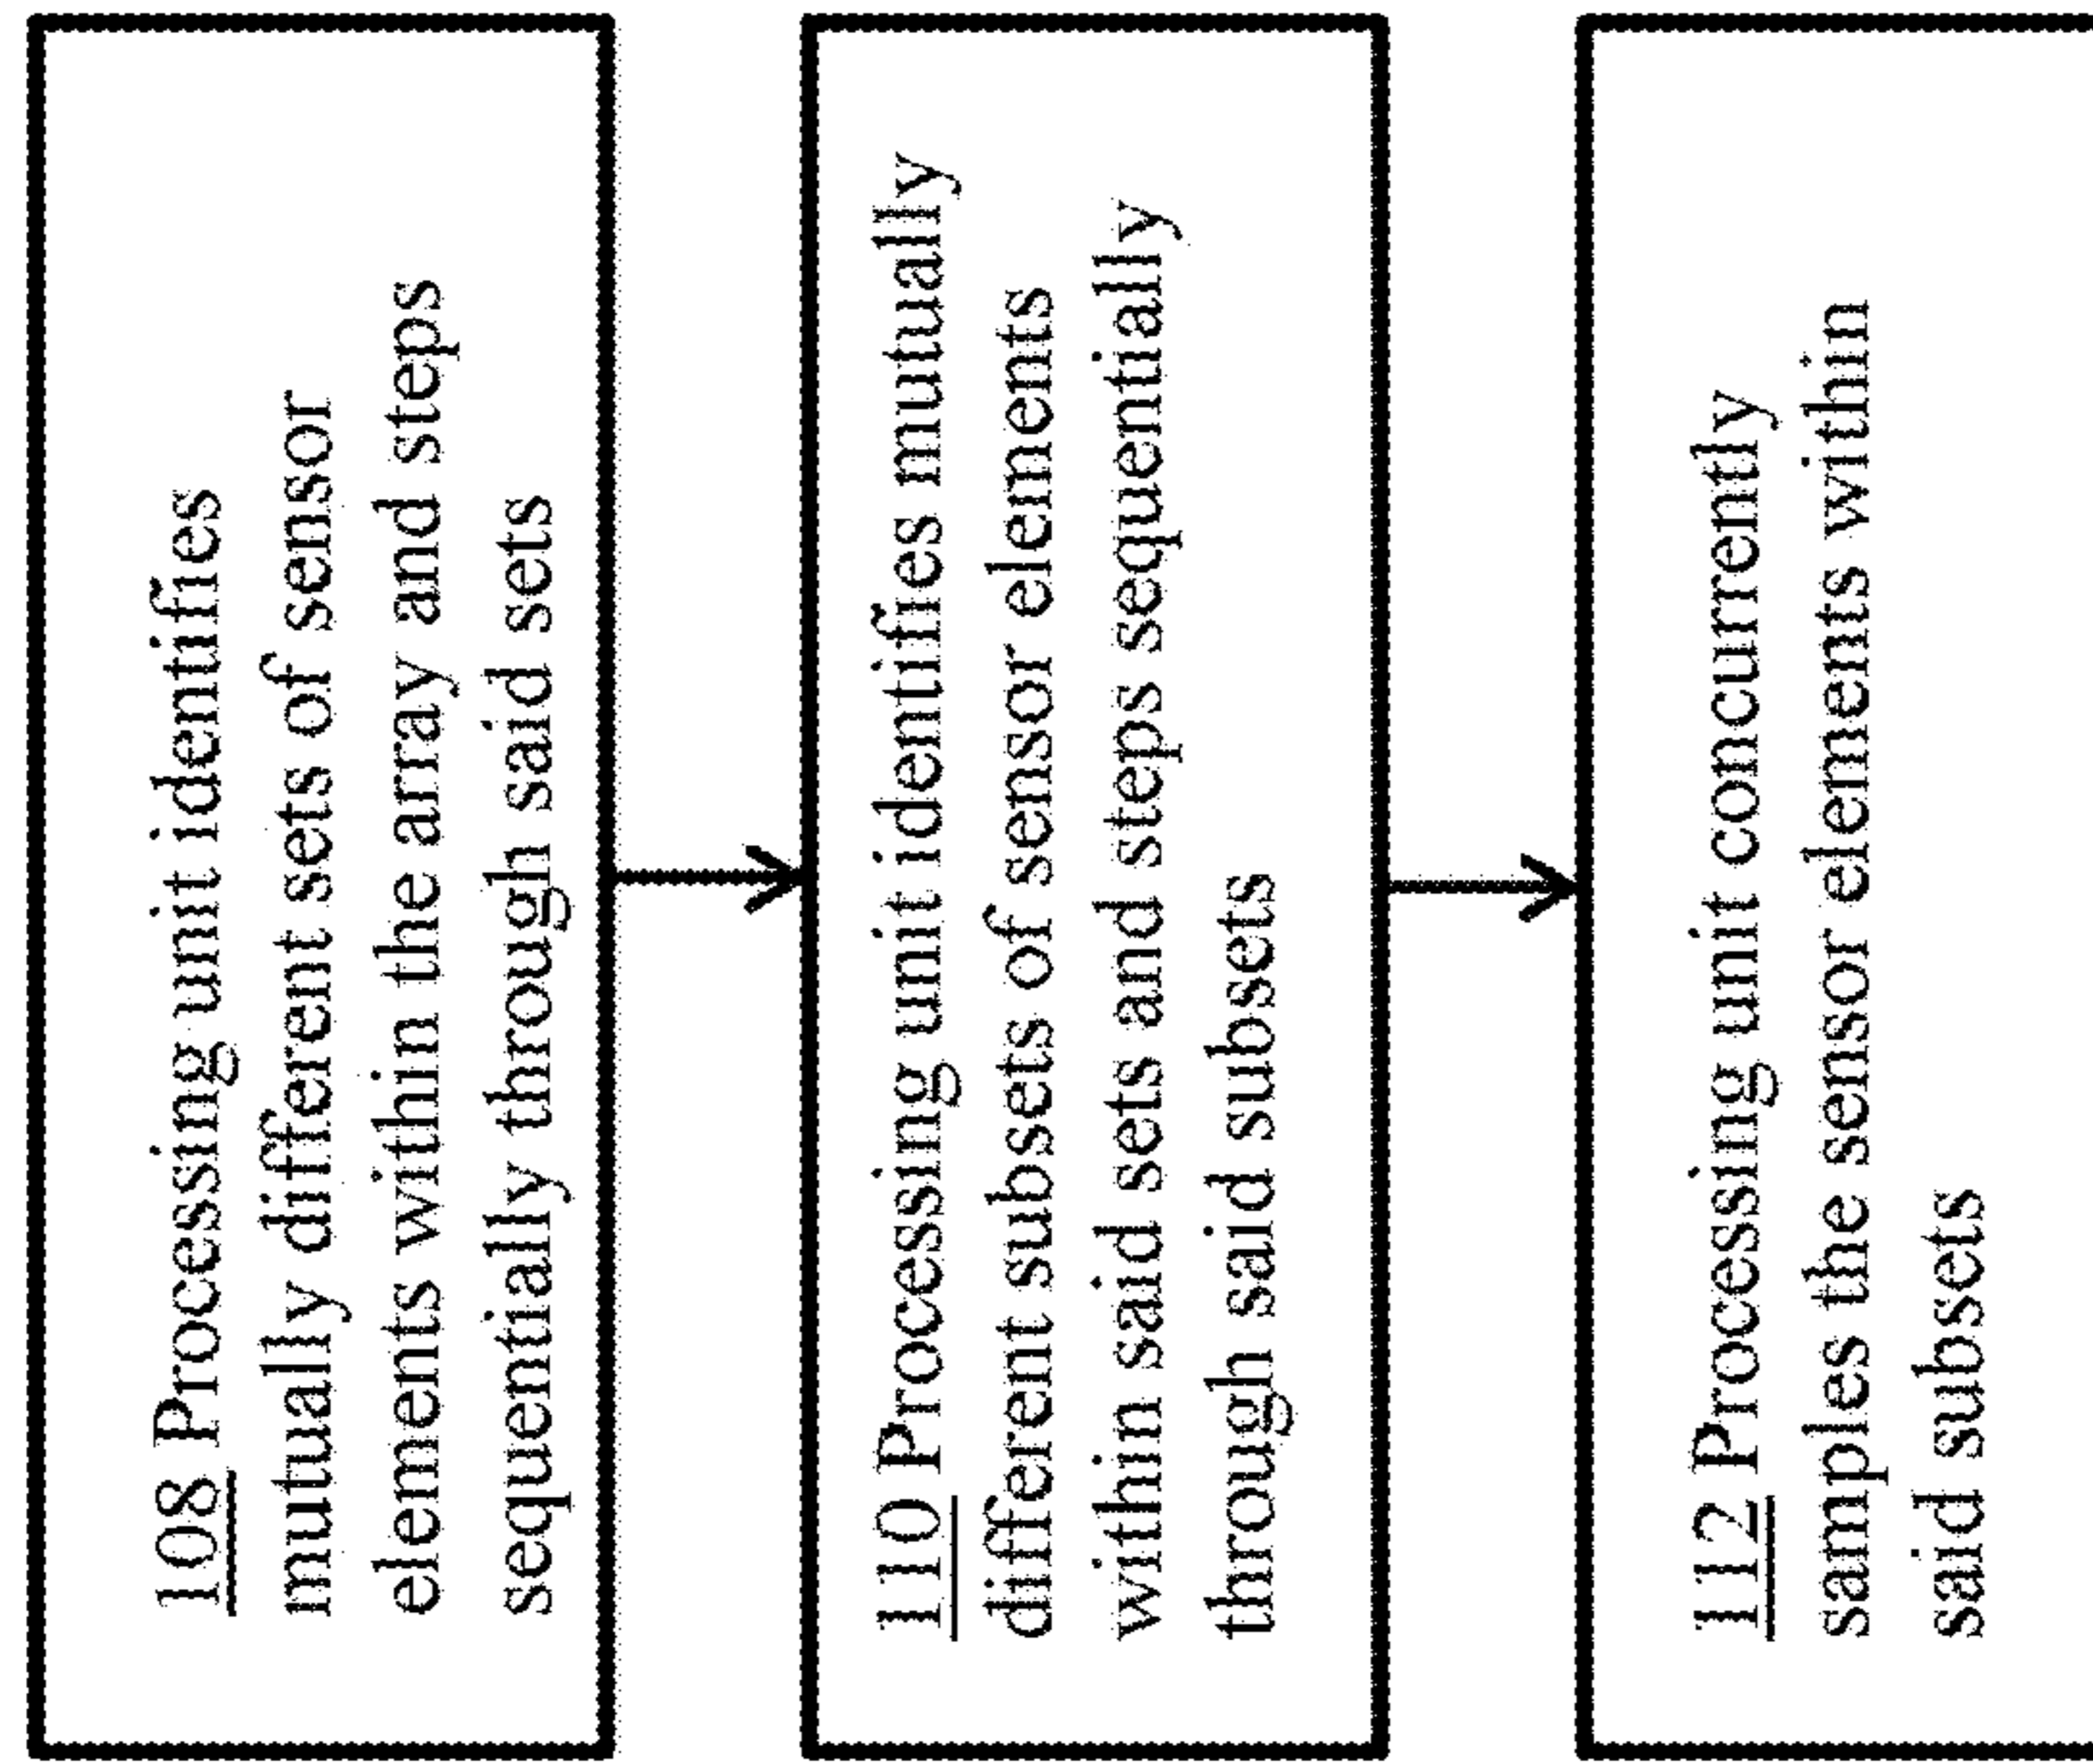 108 Processing unit identifies
mutually different sets of sensor
elements within the array and steps
sequentially through said sets
110 Processing unit identifies mutually
different subsets of sensor elements
within said sets and steps sequentially
through said subsets
112 Processing unit concurrently
samples the sensor elements within
said subsets